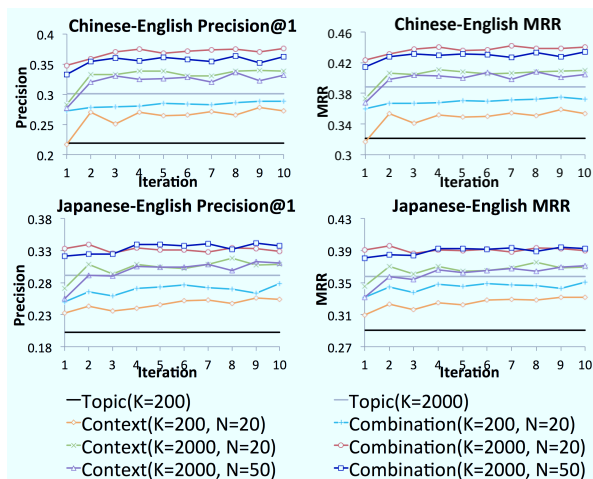 Chinese-English Precision@1
Precision
0.4
0.35
0.3
0.25
0.2
1 2 3 4 5 6 7 8 9 10
Iteration
Chinese-English MRR
MRR
0.46
0.42
0.38
0.34
0.3
1 2 3 4 5 6 7 8 9 10
Iteration
Japanese-English Precision@1
Precision
0.38
0.33
0.28
0.23
0.18
1 2 3 4 5 6 7 8 9 10
Iteration
Japanese-English MRR
MRR
0.43
0.39
0.35
0.31
0.27
1 2 3 4 5 6 7 8 9 10
Iteration
Topic(K=200)
Topic(K=2000)
Context(K=200, N=20)
Combination(K=200, N=20)
Context(K=2000, N=20)
Combination(K=2000, N=20)
Context(K=2000, N=50)
Combination(K=2000, N=50)